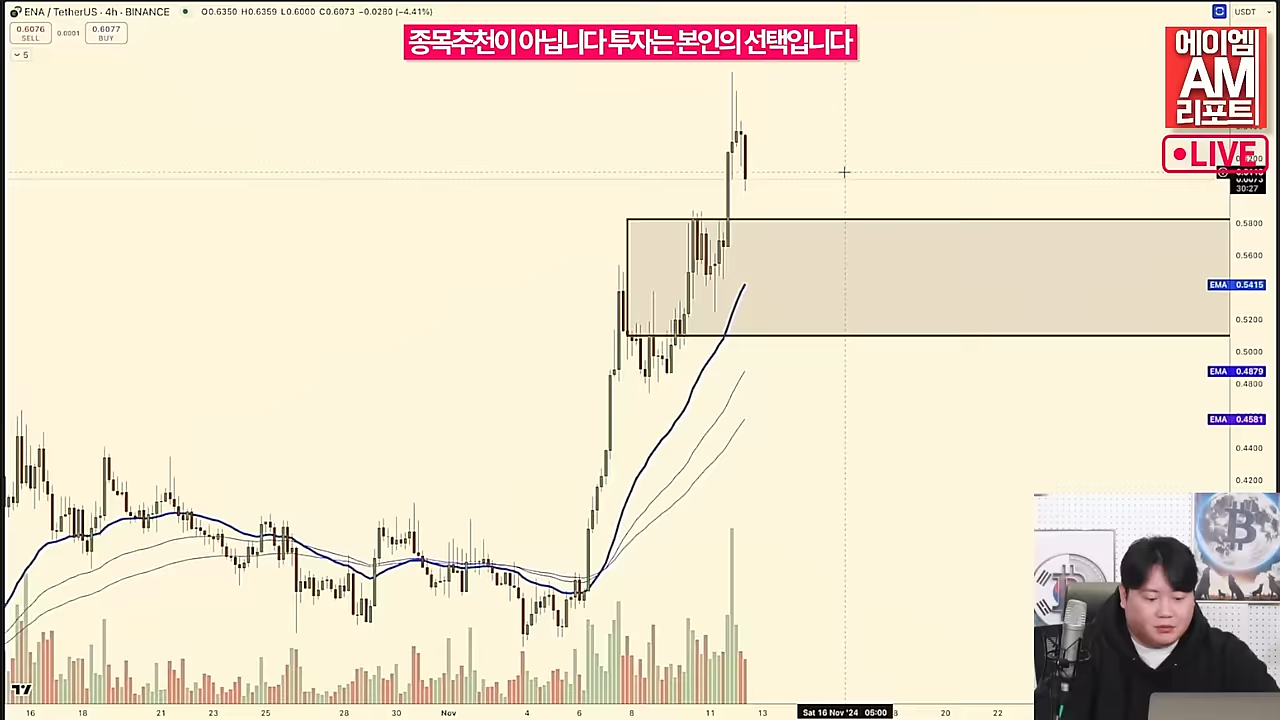 ENA / TetherUS · 4h · BINANCE
O0.6350 H0.6359 L0.6000 C0.6073 −0.0280 (−4.41%)
USDT
0.6076
SELL
0.0001
0.6077
BUY
5
종목추천이 아닙니다 투자는 본인의 선택입니다
에이엠
AM
리포트
LIVE
30:27
0.5800
0.5600
EMA 0.5415
0.5200
0.5000
EMA 0.4879
0.4800
EMA 0.4581
0.4400
0.4200
16 18 21 23 25 28 30 Nov 4 6 8 11 13 Sat 16 Nov '24 05:00 8 20 22